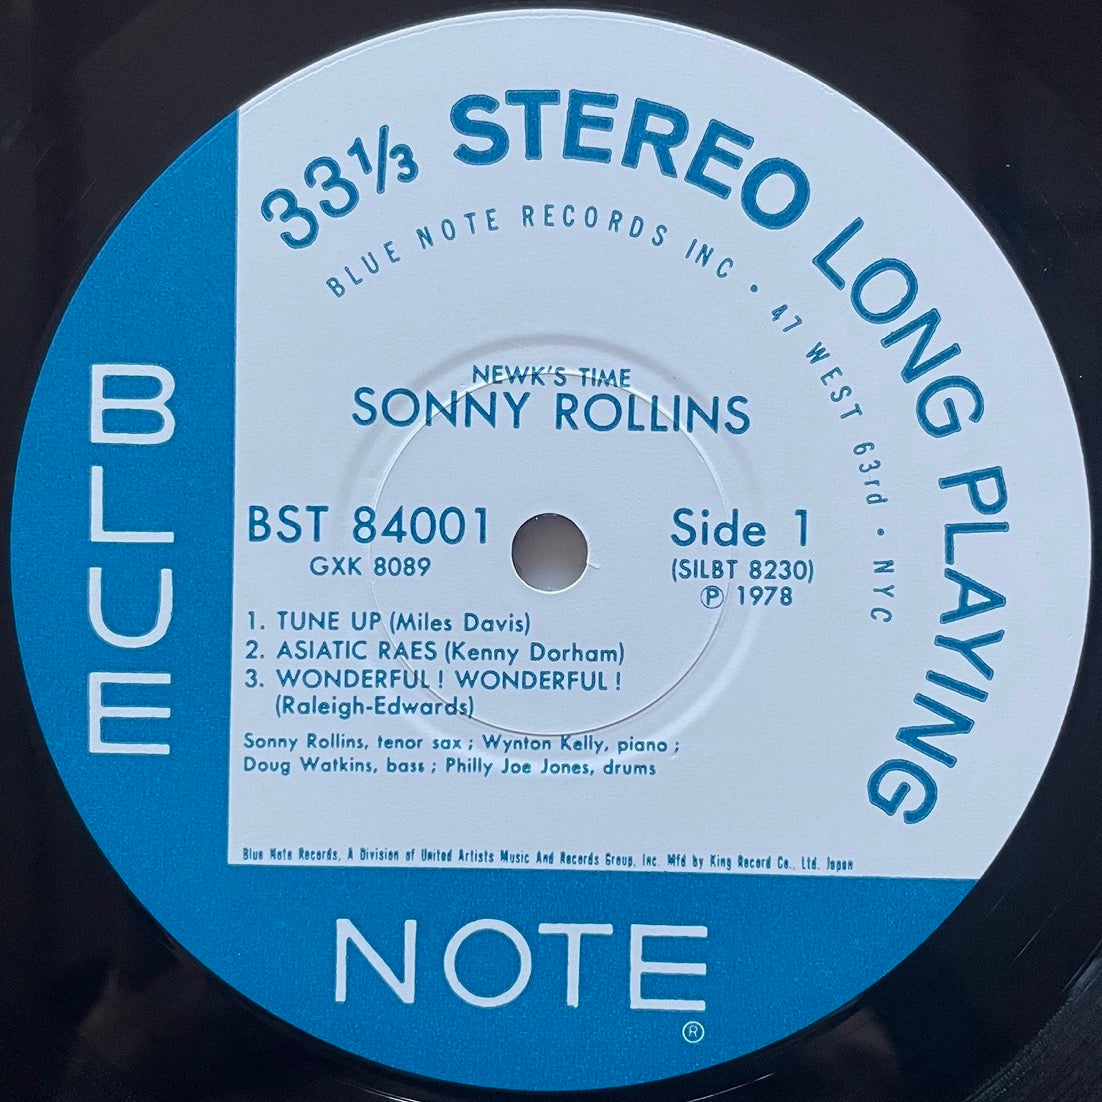 33 1/3 STEREO LONG PLAYING
BLUE NOTE RECORDS INC • 47 WEST 63rd • NYC
NEWK'S TIME
SONNY ROLLINS
BST 84001
GXK 8089
Side 1
(SILBT 8230)
Ⓟ 1978
1. TUNE UP (Miles Davis)
2. ASIATIC RAES (Kenny Dorham)
3. WONDERFUL! WONDERFUL!
(Raleigh-Edwards)
Sonny Rollins, tenor sax; Wynton Kelly, piano;
Doug Watkins, bass; Philly Joe Jones, drums
Blue Note Records, A Division of United Artists Music And Records Group, Inc. Mfd by King Record Co., Ltd. Japan
BLUE
NOTE
®